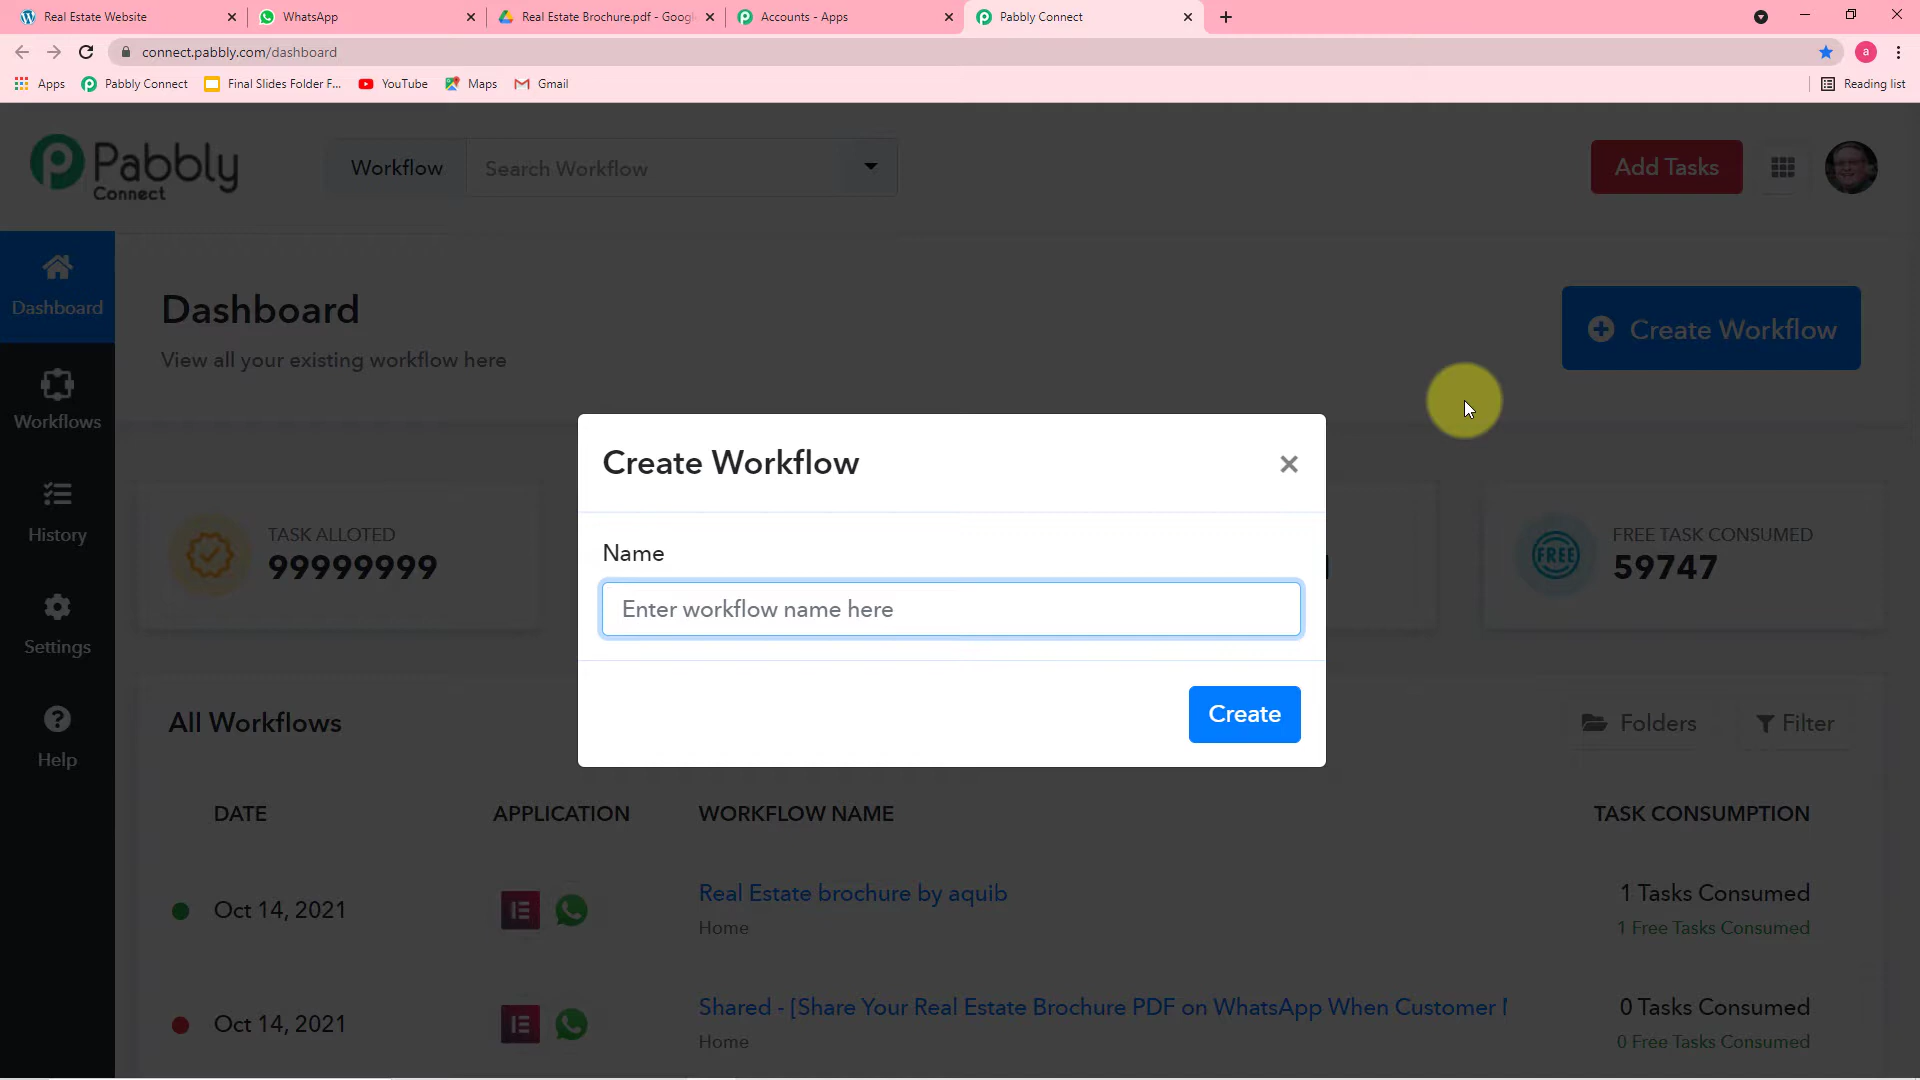 Real Estate Website
WhatsApp
Real Estate Brochure.pdf - Google
Accounts - Apps
Pabbly Connect
connect.pabbly.com/dashboard
a
Apps
Pabbly Connect
Final Slides Folder F...
YouTube
Maps
Gmail
Reading list
Pabbly
Connect
Workflow
Search Workflow
Add Tasks
Dashboard
Workflows
History
Settings
Help
Dashboard
View all your existing workflow here
Create Workflow
Create Workflow
Name
Enter workflow name here
Create
TASK ALLOTED
99999999
FREE
FREE TASK CONSUMED
59747
All Workflows
Folders
Filter
DATE
APPLICATION
WORKFLOW NAME
TASK CONSUMPTION
Oct 14, 2021
Real Estate brochure by aquib
Home
1 Tasks Consumed
1 Free Tasks Consumed
Oct 14, 2021
Shared - [Share Your Real Estate Brochure PDF on WhatsApp When Customer
Home
0 Tasks Consumed
0 Free Tasks Consumed